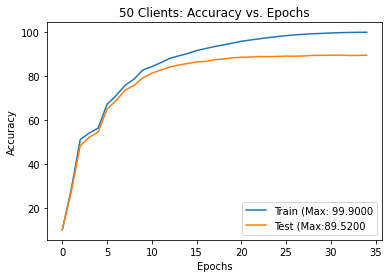 50 Clients: Accuracy vs. Epochs
Accuracy
100
80
60
40
20
Train (Max: 99.9000
Test (Max:89.5200
0 5 10 15 20 25 30 35
Epochs